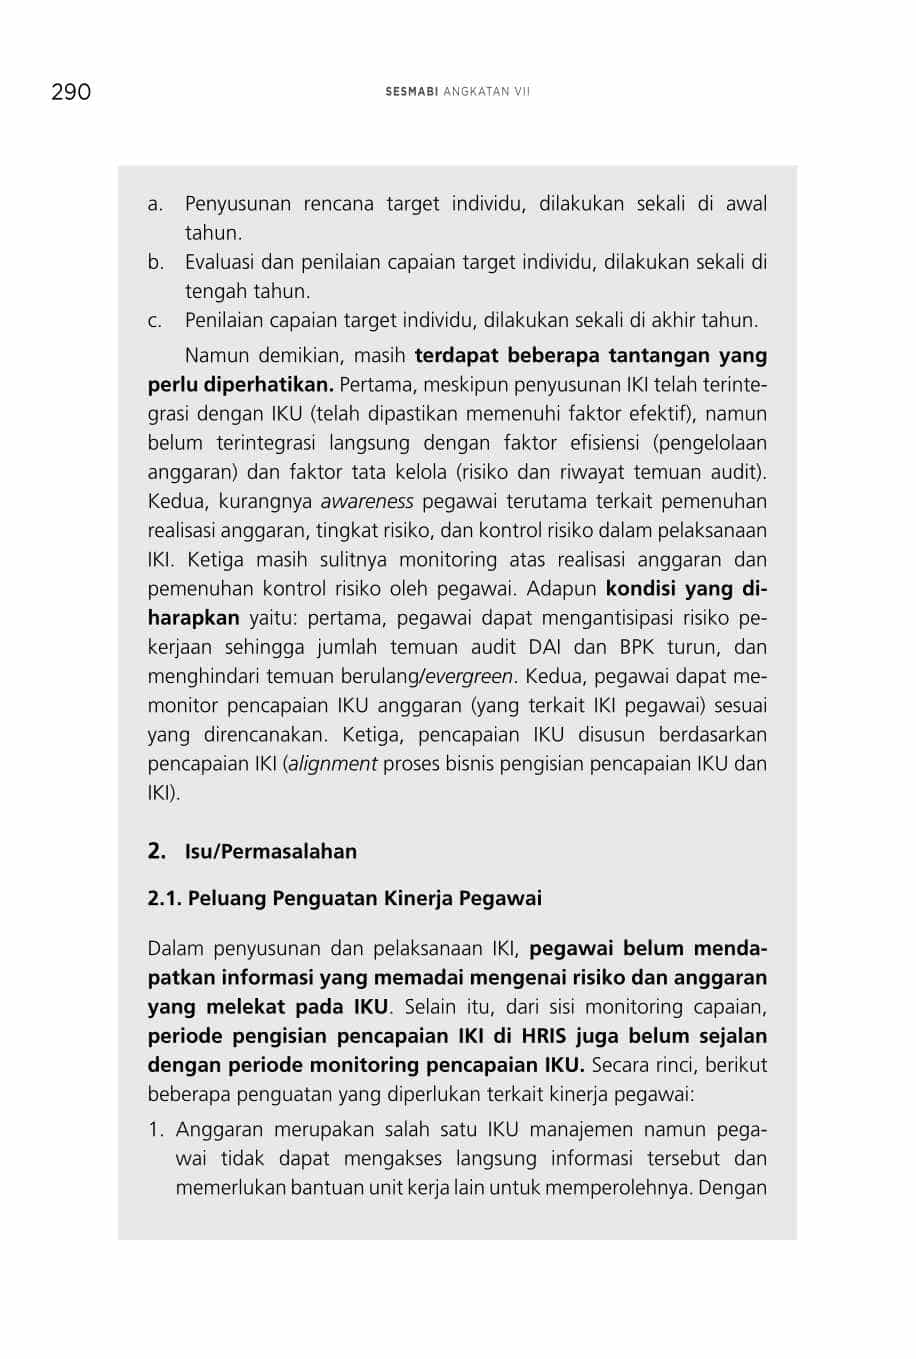 290
SESMABI ANGKATAN VII
a. Penyusunan rencana target individu, dilakukan sekali di awal
tahun.
b. Evaluasi dan penilaian capaian target individu, dilakukan sekali di
tengah tahun.
c. Penilaian capaian target individu, dilakukan sekali di akhir tahun.
Namun demikian, masih terdapat beberapa tantangan yang
perlu diperhatikan. Pertama, meskipun penyusunan IKI telah terinte-
grasi dengan IKU (telah dipastikan memenuhi faktor efektif), namun
belum terintegrasi langsung dengan faktor efisiensi (pengelolaan
anggaran) dan faktor tata kelola (risiko dan riwayat temuan audit).
Kedua, kurangnya awareness pegawai terutama terkait pemenuhan
realisasi anggaran, tingkat risiko, dan kontrol risiko dalam pelaksanaan
IKI. Ketiga masih sulitnya monitoring atas realisasi anggaran dan
pemenuhan kontrol risiko oleh pegawai. Adapun kondisi yang di-
harapkan yaitu: pertama, pegawai dapat mengantisipasi risiko pe-
kerjaan sehingga jumlah temuan audit DAI dan BPK turun, dan
menghindari temuan berulang/evergreen. Kedua, pegawai dapat me-
monitor pencapaian IKU anggaran (yang terkait IKI pegawai) sesuai
yang direncanakan. Ketiga, pencapaian IKU disusun berdasarkan
pencapaian IKI (alignment proses bisnis pengisian pencapaian IKU dan
IKI).
2. Isu/Permasalahan
2.1. Peluang Penguatan Kinerja Pegawai
Dalam penyusunan dan pelaksanaan IKI, pegawai belum menda-
patkan informasi yang memadai mengenai risiko dan anggaran
yang melekat pada IKU. Selain itu, dari sisi monitoring capaian,
periode pengisian pencapaian IKI di HRIS juga belum sejalan
dengan periode monitoring pencapaian IKU. Secara rinci, berikut
beberapa penguatan yang diperlukan terkait kinerja pegawai:
1. Anggaran merupakan salah satu IKU manajemen namun pega-
wai tidak dapat mengakses langsung informasi tersebut dan
memerlukan bantuan unit kerja lain untuk memperolehnya. Dengan